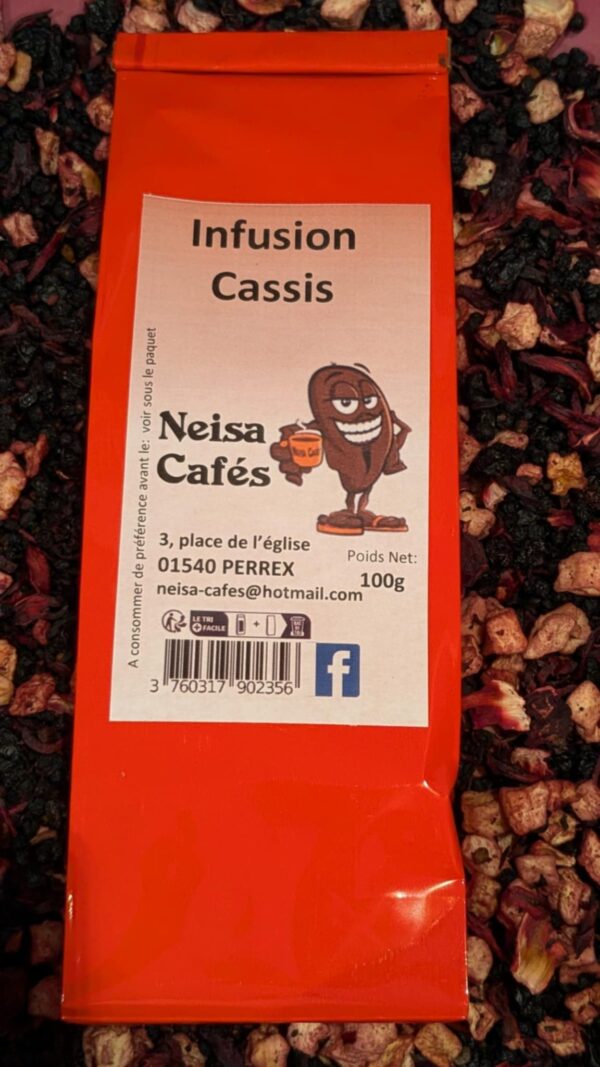 Infusion
Cassis
A consommer de préférence avant le: voir sous le paquet
Neisa
Cafés
3, place de l'église
01540 PERREX
neisa-cafes@hotmail.com
Poids Net:
100g
LE TRI
+ FACILE
+
3 760317 902356
f